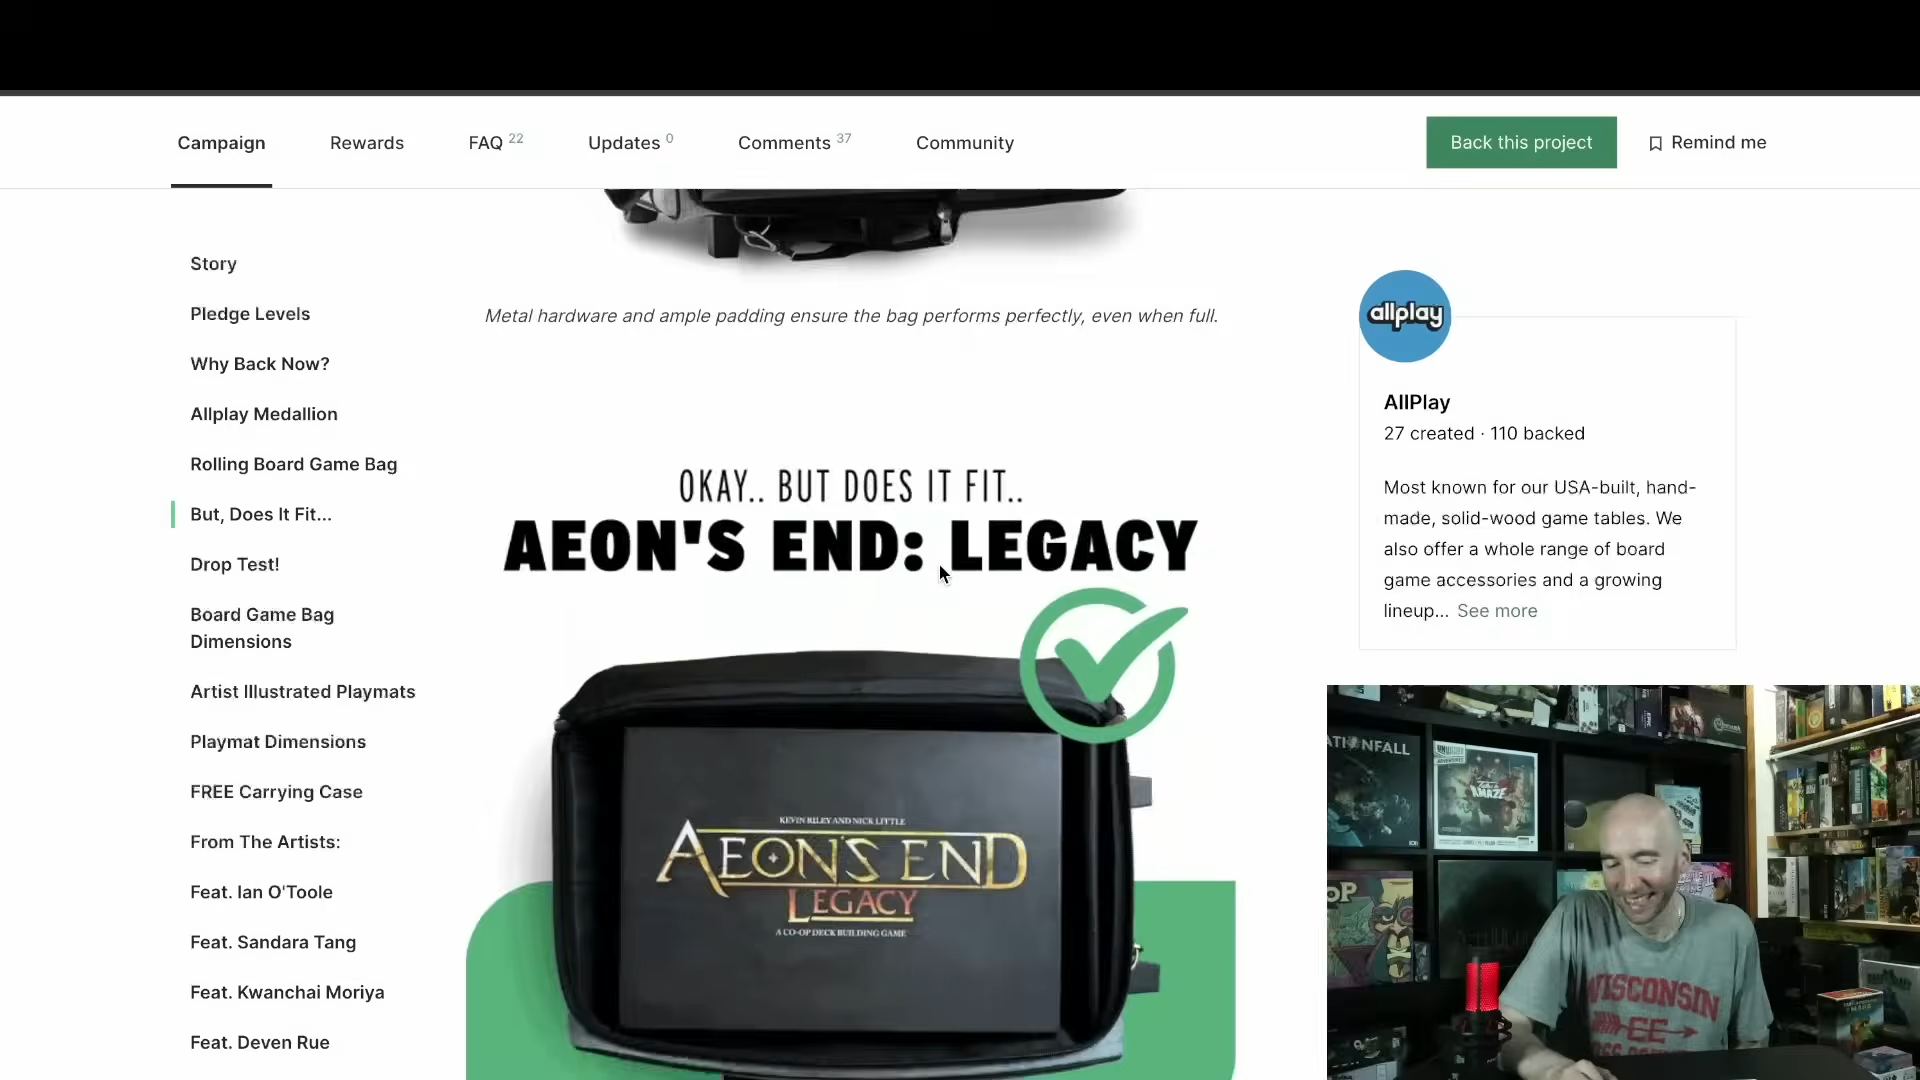 Campaign
Rewards
FAQ 22
Updates 0
Comments 37
Community
Back this project
Remind me
Story
Pledge Levels
Why Back Now?
Allplay Medallion
Rolling Board Game Bag
But, Does It Fit...
Drop Test!
Board Game Bag
Dimensions
Artist Illustrated Playmats
Playmat Dimensions
FREE Carrying Case
From The Artists:
Feat. Ian O'Toole
Feat. Sandara Tang
Feat. Kwanchai Moriya
Feat. Deven Rue
Metal hardware and ample padding ensure the bag performs perfectly, even when full.
OKAY.. BUT DOES IT FIT..
AEON'S END: LEGACY
KEVIN RILEY AND NICK LITTLE
AEON'S END
LEGACY
A CO-OP DECK BUILDING GAME
allplay
AllPlay
27 created · 110 backed
Most known for our USA-built, hand-
made, solid-wood game tables. We
also offer a whole range of board
game accessories and a growing
lineup... See more
AMAZE